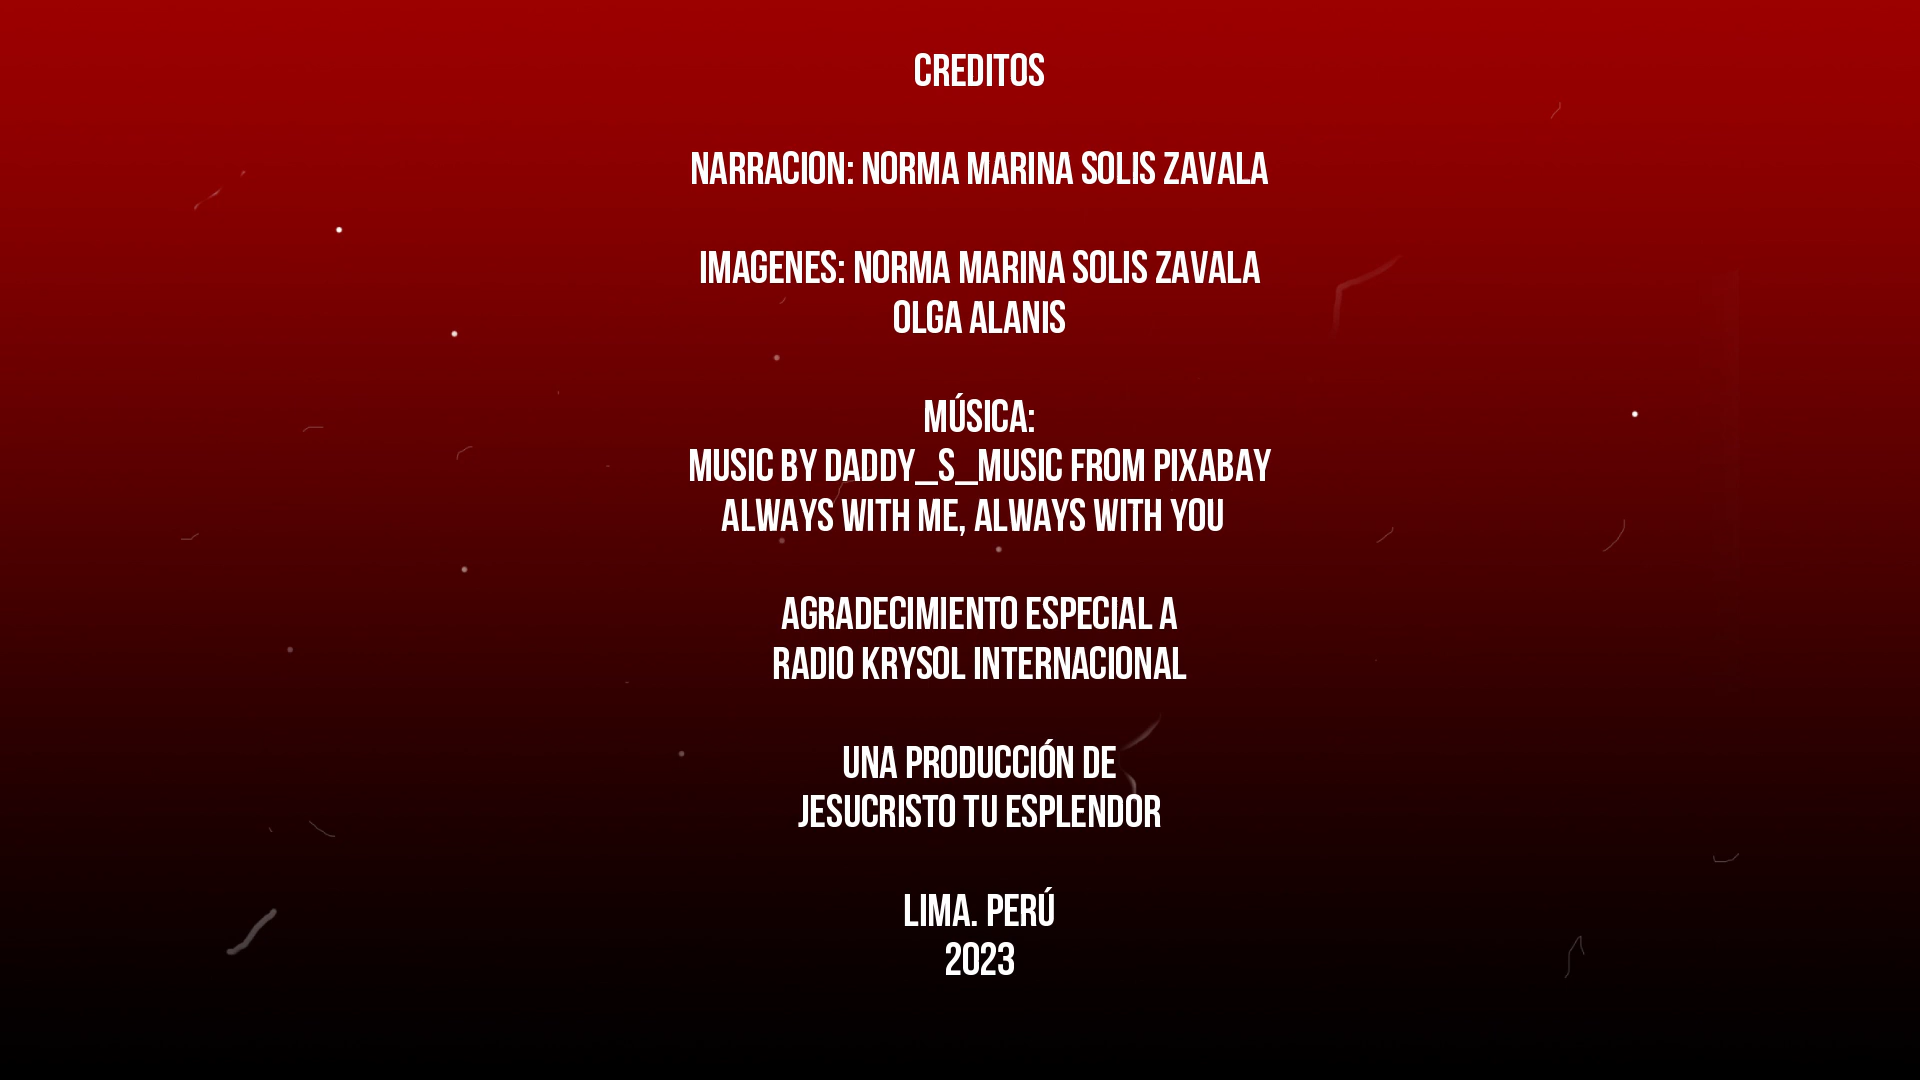 CREDITOS
NARRACION: NORMA MARINA SOLIS ZAVALA
IMAGENES: NORMA MARINA SOLIS ZAVALA
OLGA ALANIS
MÚSICA:
MUSIC BY DADDY_S_MUSIC FROM PIXABAY
ALWAYS WITH ME, ALWAYS WITH YOU
AGRADECIMIENTO ESPECIAL A
RADIO KRYSOL INTERNACIONAL
UNA PRODUCCIÓN DE
JESUCRISTO TU ESPLENDOR
LIMA. PERÚ
2023